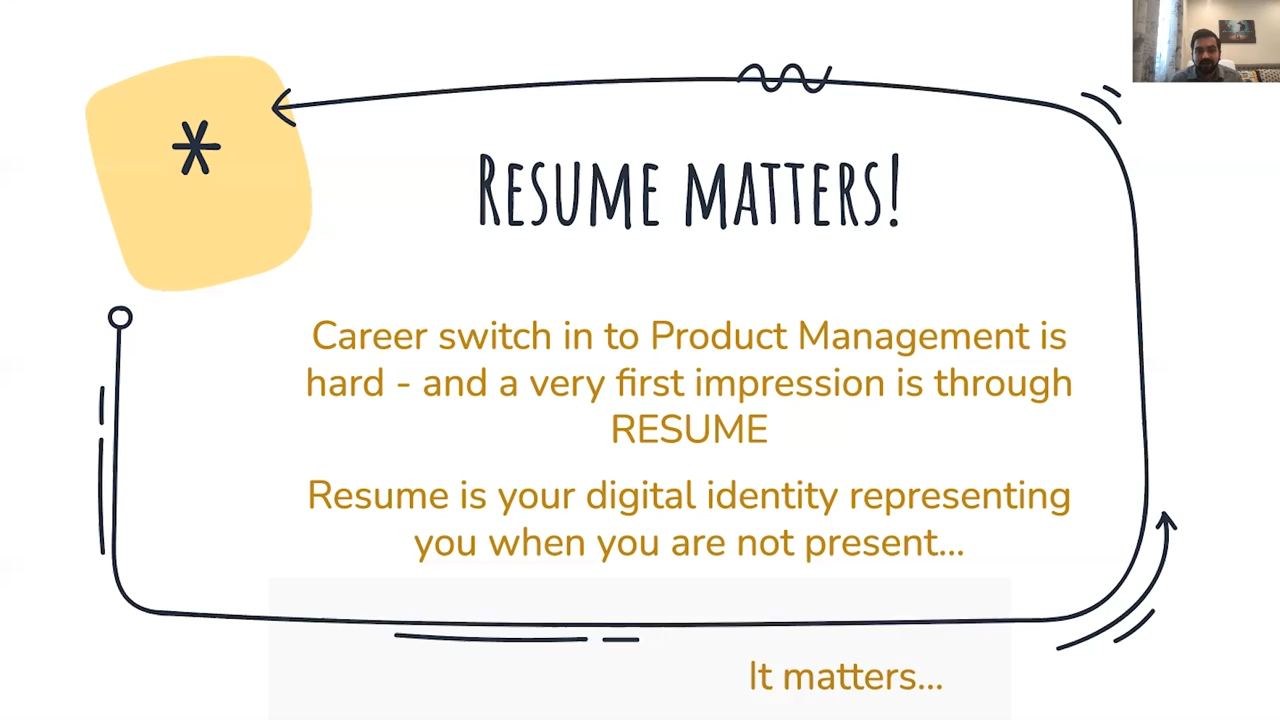 *
RESUME MATTERS!
Career switch in to Product Management is
hard - and a very first impression is through
RESUME
Resume is your digital identity representing
you when you are not present...
It matters...